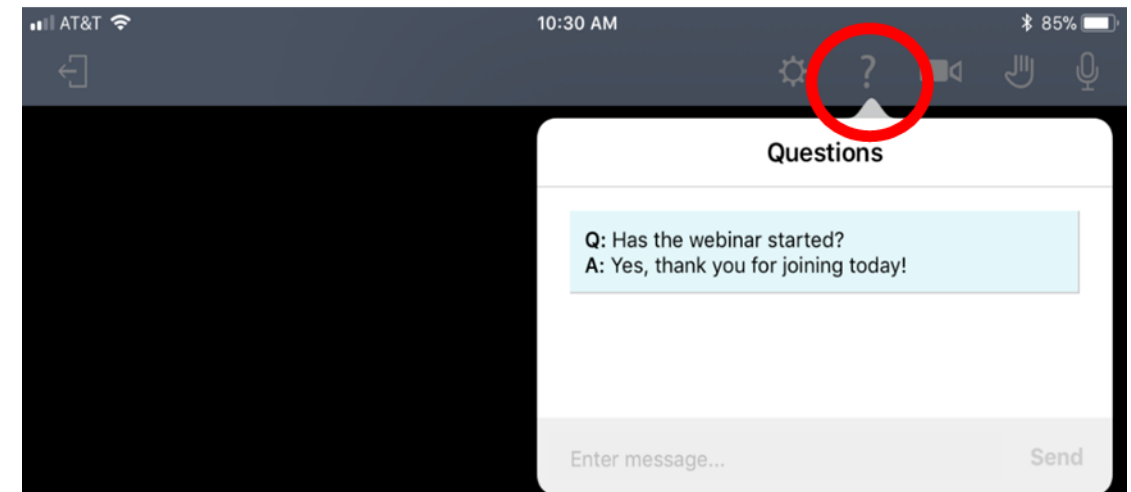 AT&T 10:30 AM 85%
?
Questions
Q: Has the webinar started?
A: Yes, thank you for joining today!
Enter message... Send